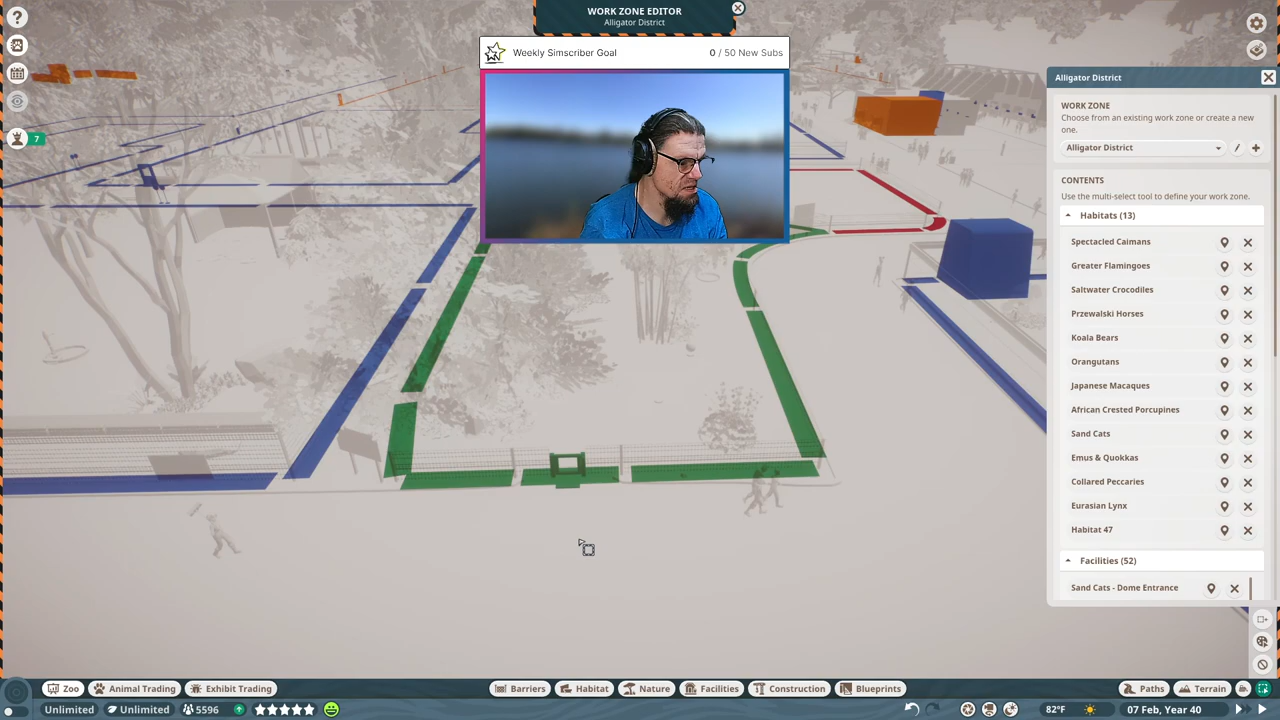 WORK ZONE EDITOR
Alligator District
Weekly Simscriber Goal
0 / 50 New Subs
7
Alligator District
WORK ZONE
Choose from an existing work zone or create a new
one.
Alligator District
CONTENTS
Use the multi-select tool to define your work zone.
Habitats (13)
Spectacled Caimans
Greater Flamingoes
Saltwater Crocodiles
Przewalski Horses
Koala Bears
Orangutans
Japanese Macaques
African Crested Porcupines
Sand Cats
Emus & Quokkas
Collared Peccaries
Eurasian Lynx
Habitat 47
Facilities (52)
Sand Cats - Dome Entrance
Zoo
Animal Trading
Exhibit Trading
Barriers
Habitat
Nature
Facilities
Construction
Blueprints
Paths
Terrain
Unlimited
Unlimited
5596
82°F
07 Feb, Year 40